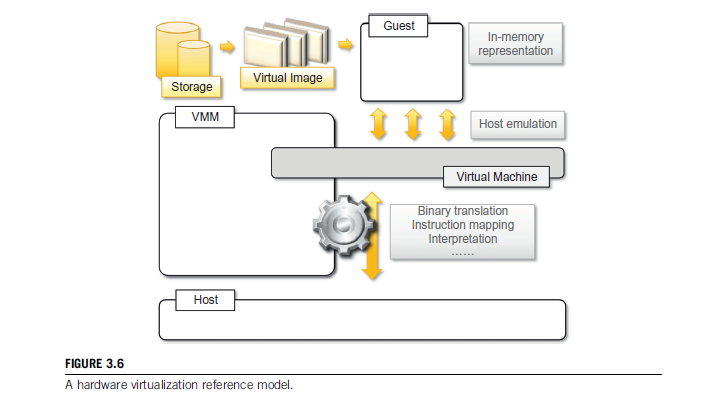 Guest
In-memory
representation
Storage
Virtual Image
VMM
Host emulation
Virtual Machine
Binary translation
Instruction mapping
Interpretation
......
Host
FIGURE 3.6
A hardware virtualization reference model.